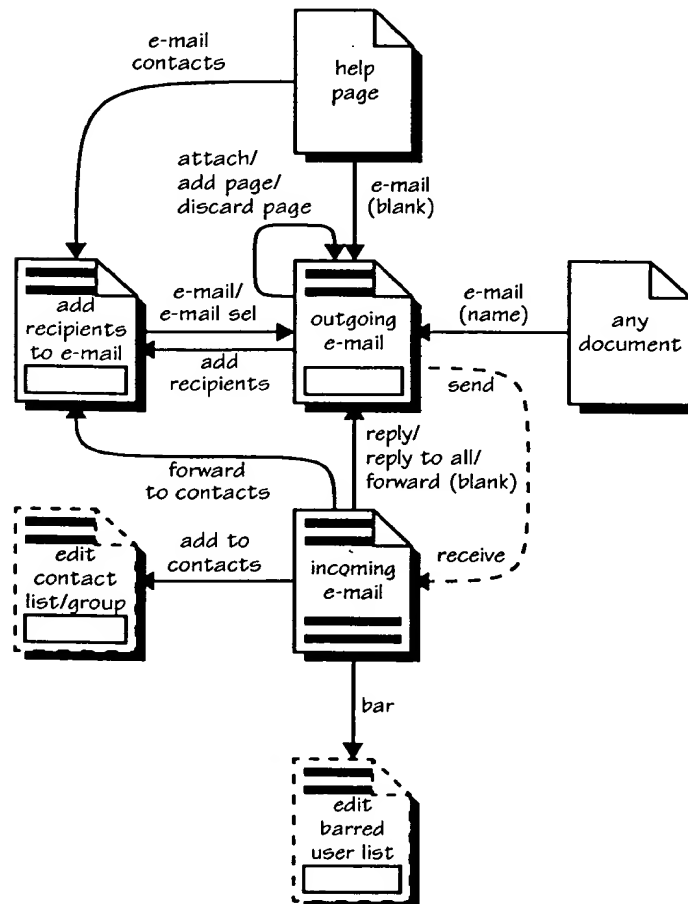 e-mail
contacts
help
page
attach/
add page/
discard page
e-mail
(blank)
add
recipients
to e-mail
e-mail/
e-mail sel
add
recipients
outgoing
e-mail
e-mail
(name)
any
document
send
reply/
reply to all/
forward (blank)
forward
to contacts
edit
contact
list/group
add to
contacts
incoming
e-mail
receive
bar
edit
barred
user list